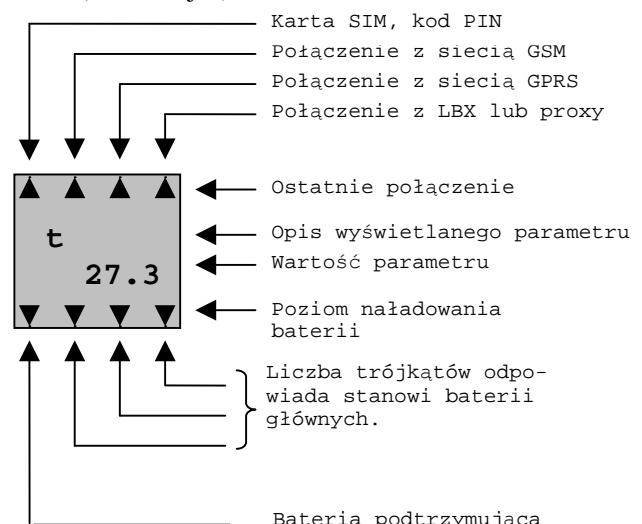 Karta SIM, kod PIN
Połączenie z siecią GSM
Połączenie z siecią GPRS
Połączenie z LBX lub proxy
Ostatnie połączenie
t
Opis wyświetlanego parametru
27.3
Wartość parametru
Poziom naładowania
baterii
Liczba trójkątów odpo-
wiada stanowi baterii
głównych.
Bateria podtrzymująca